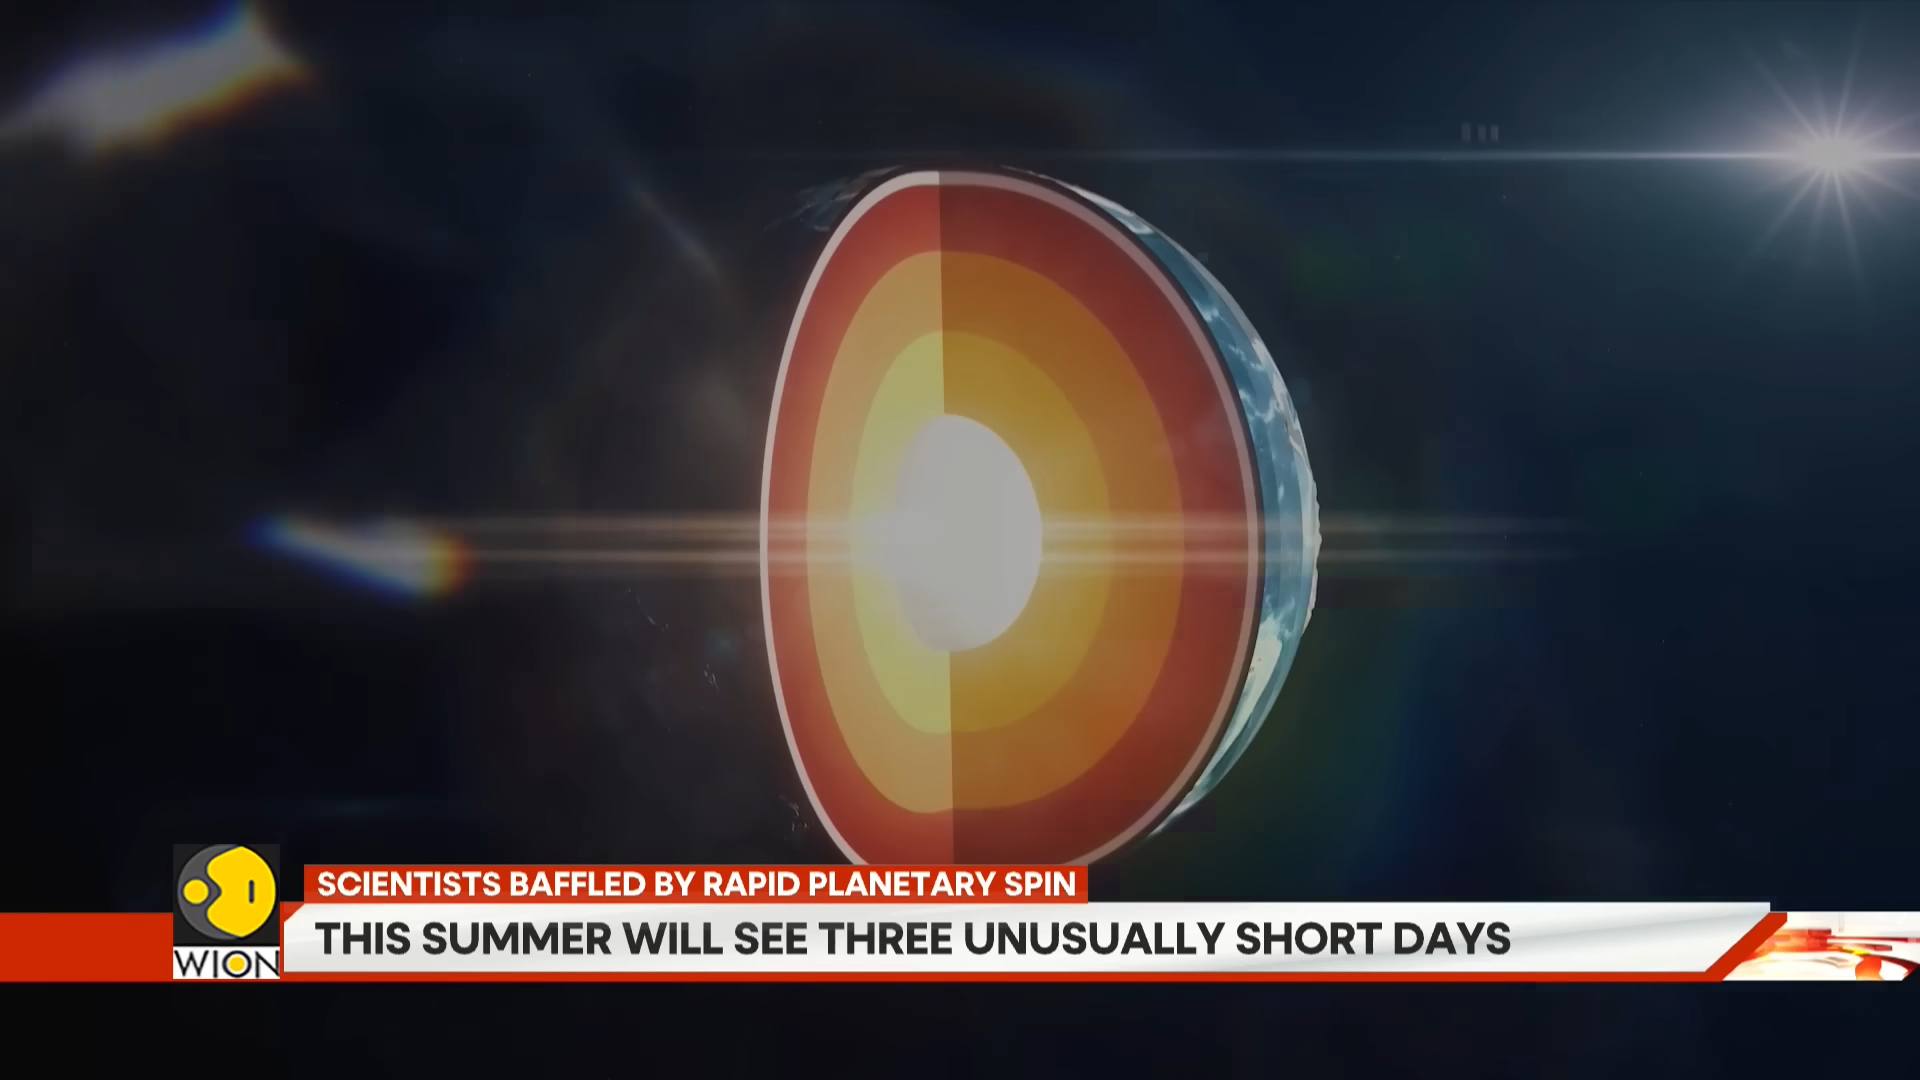 SCIENTISTS BAFFLED BY RAPID PLANETARY SPIN
THIS SUMMER WILL SEE THREE UNUSUALLY SHORT DAYS
WION